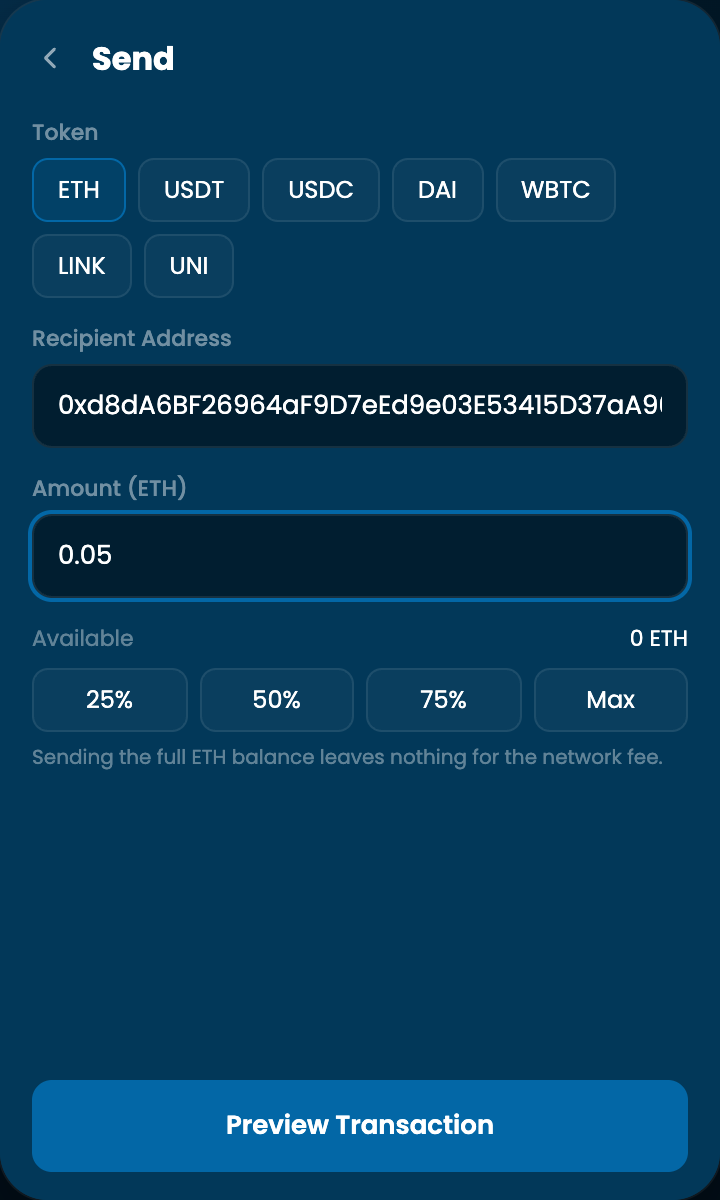 Send
Token
ETH USDT USDC DAI WBTC
LINK UNI
Recipient Address
0xd8dA6BF26964aF9D7eEd9e03E53415D37aA9
Amount (ETH)
0.05
Available 0 ETH
25% 50% 75% Max
Sending the full ETH balance leaves nothing for the network fee.
Preview Transaction